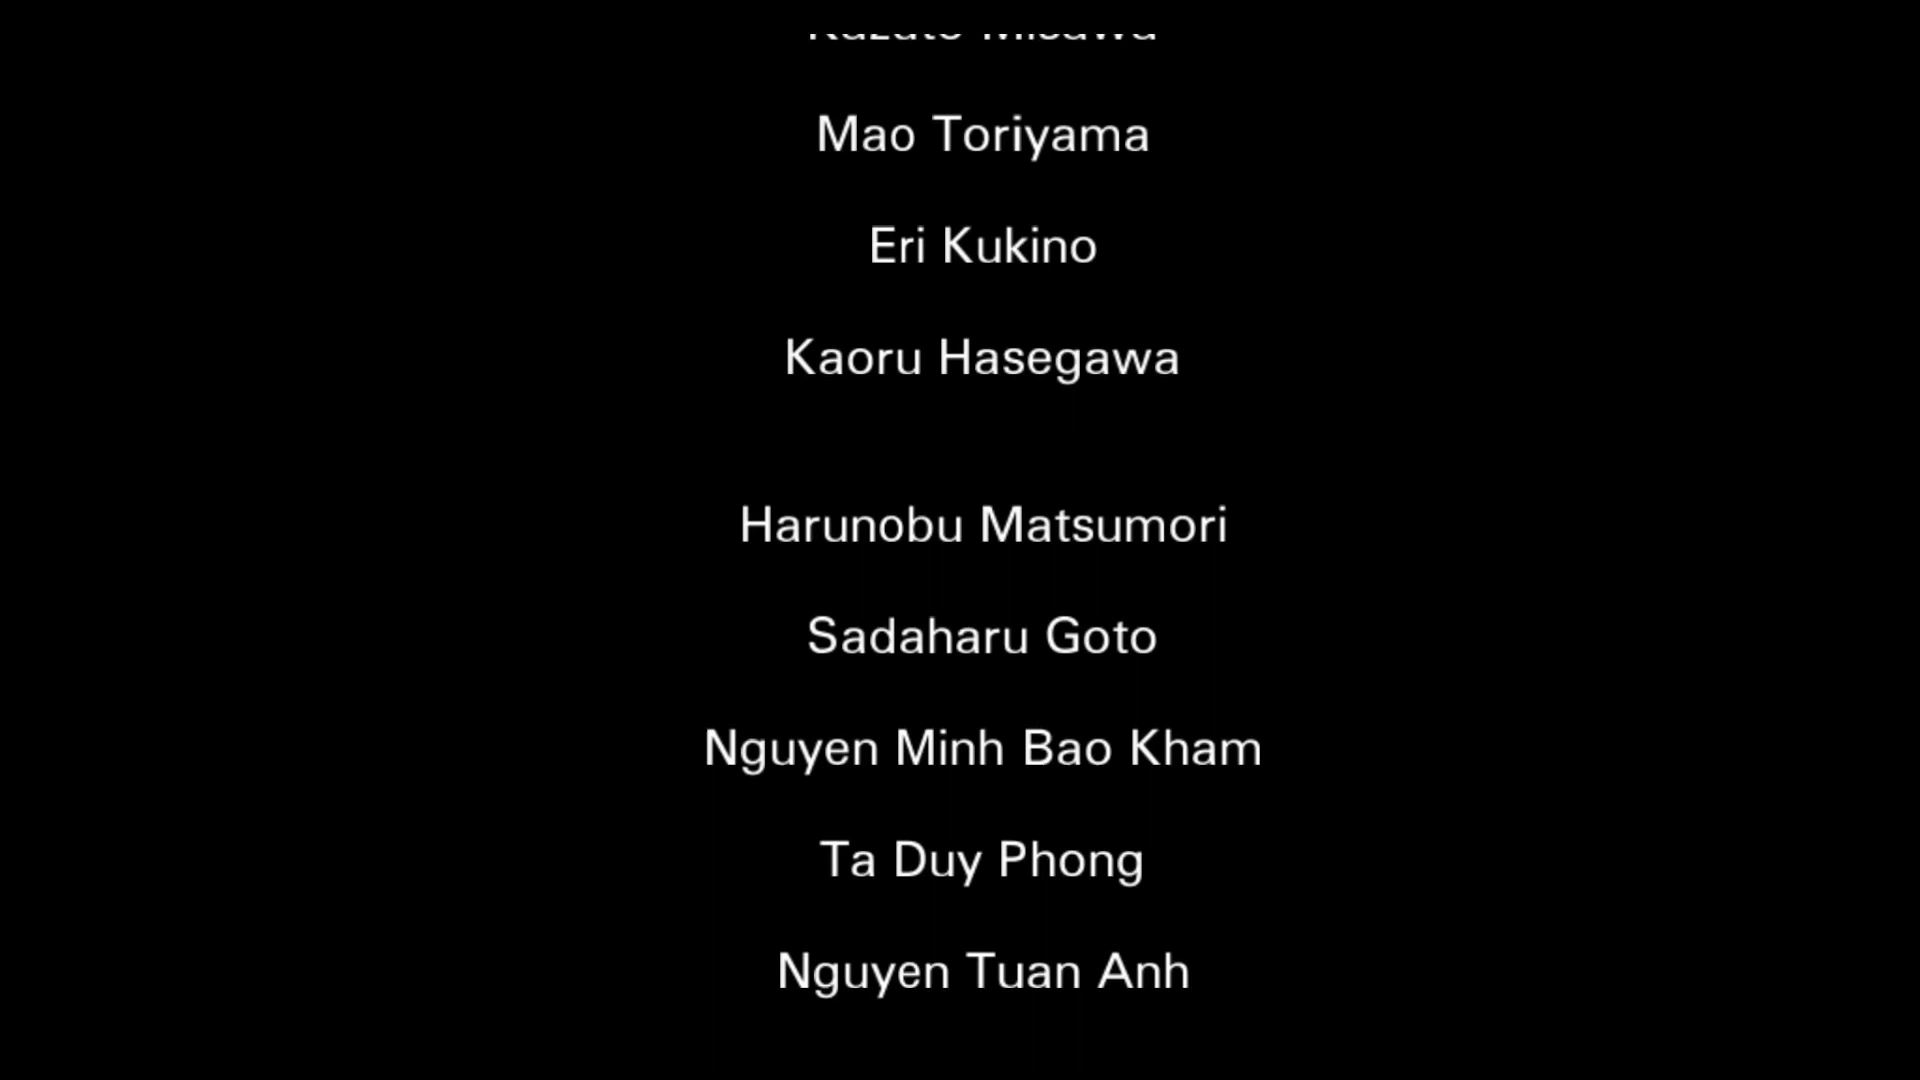 Mao Toriyama
Eri Kukino
Kaoru Hasegawa
Harunobu Matsumori
Sadaharu Goto
Nguyen Minh Bao Kham
Ta Duy Phong
Nguyen Tuan Anh